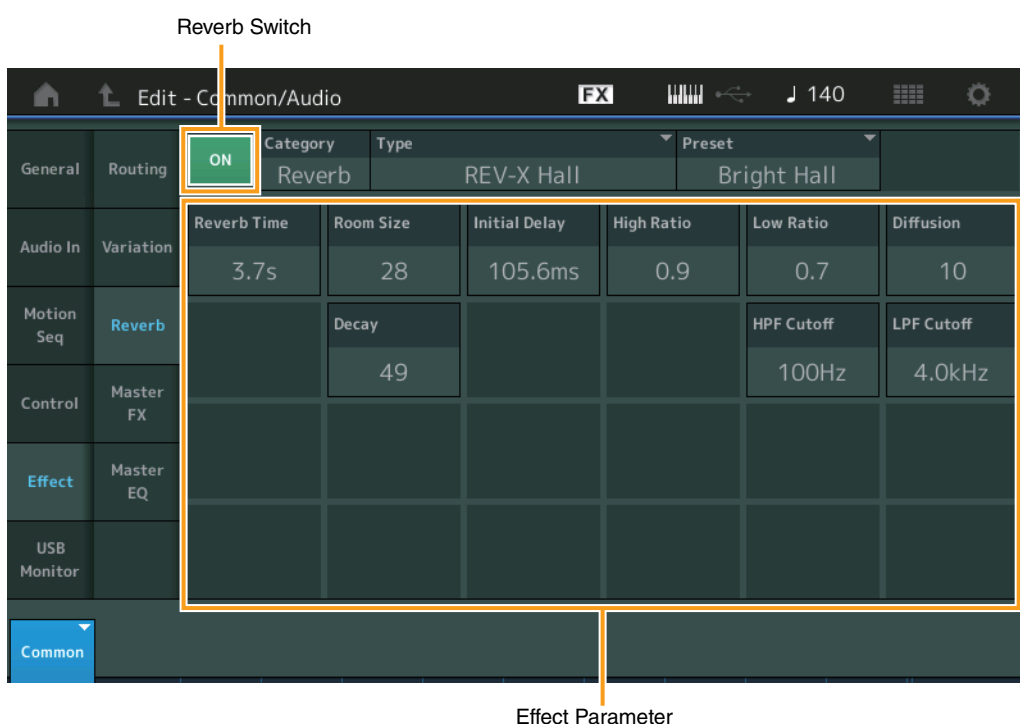 Reverb Switch
Edit - Common/Audio
FX
140
General
Routing
ON
Category
Reverb
Type
REV-X Hall
Preset
Bright Hall
Audio In
Variation
Reverb Time
3.7s
Room Size
28
Initial Delay
105.6ms
High Ratio
0.9
Low Ratio
0.7
Diffusion
10
Motion
Seq
Reverb
Decay
49
HPF Cutoff
100Hz
LPF Cutoff
4.0kHz
Control
Master
FX
Effect
Master
EQ
USB
Monitor
Common
Effect Parameter